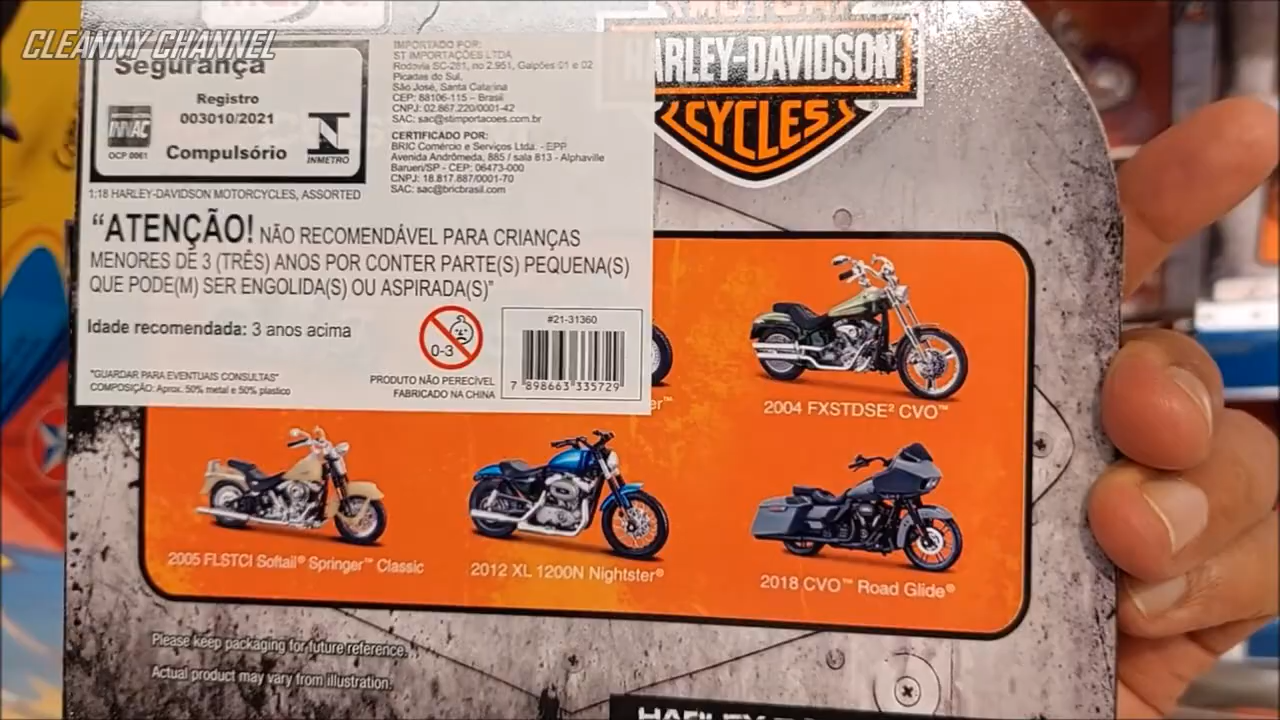 CLEANNY CHANNEL
Segurança
Registro
003010/2021
Compulsório
INNAC
OCP 0061
INMETRO
IMPORTADO POR:
ST IMPORTAÇÕES LTDA
Rodovia SC-281, no 2.951, Galpões 01 e 02
Picadas do Sul,
São José, Santa Catarina
CEP: 88106-115 – Brasil
CNPJ: 02.867.220/0001-42
SAC: sac@stimportacoes.com.br
CERTIFICADO POR:
BRIC Comércio e Serviços Ltda. - EPP
Avenida Andrômeda, 885 / sala 813 - Alphaville
Barueri/SP - CEP: 06473-000
CNPJ: 18.817.887/0001-70
SAC: sac@bricbrasil.com
1:18 HARLEY-DAVIDSON MOTORCYCLES, ASSORTED
“ATENÇÃO! NÃO RECOMENDÁVEL PARA CRIANÇAS
MENORES DE 3 (TRÊS) ANOS POR CONTER PARTE(S) PEQUENA(S)
QUE PODE(M) SER ENGOLIDA(S) OU ASPIRADA(S)”
Idade recomendada: 3 anos acima
0-3
"GUARDAR PARA EVENTUAIS CONSULTAS"
COMPOSIÇÃO: Aprox. 50% metal e 50% plastico
PRODUTO NÃO PERECÍVEL
FABRICADO NA CHINA
#21-31360
7 898663 335729
MOTOR
HARLEY-DAVIDSON
CYCLES
er™
2004 FXSTDSE² CVO™
2005 FLSTCI Softail® Springer™ Classic
2012 XL 1200N Nightster®
2018 CVO™ Road Glide®
Please keep packaging for future reference.
Actual product may vary from illustration.